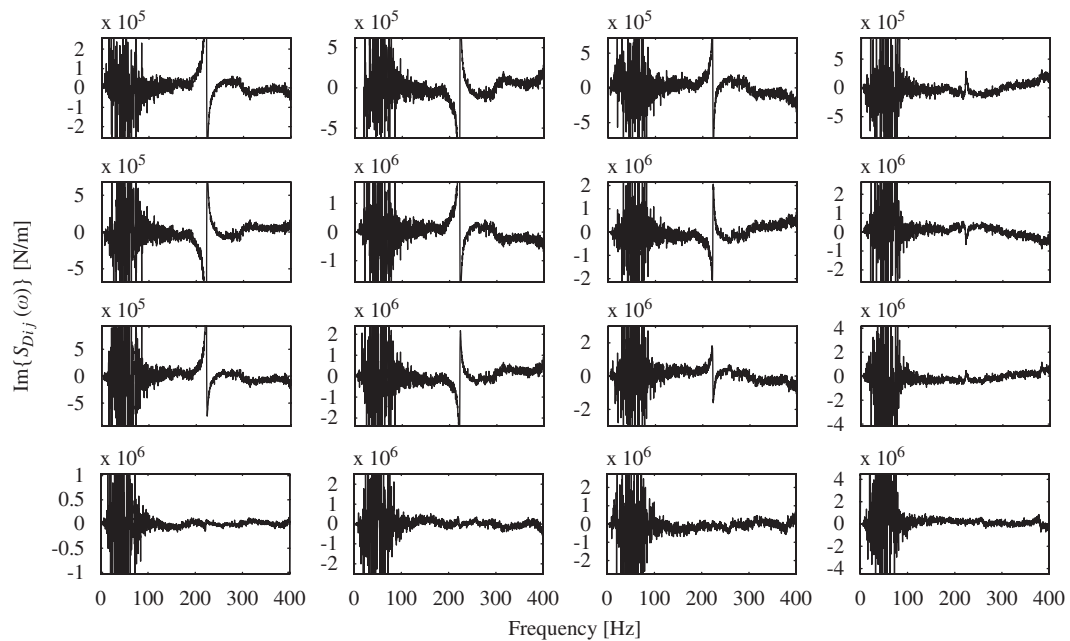 x 10^5 x 10^5 x 10^5 x 10^5
2 1 0 -1 -2
5 0 -5
5 0 -5
5 0 -5
x 10^5 x 10^6 x 10^6 x 10^6
5 0 -5
1 0 -1
2 1 0 -1 -2
2 1 0 -1 -2
x 10^5 x 10^6 x 10^6 x 10^6
5 0 -5
2 1 0 -1 -2
2 0 -2
4 2 0 -2 -4
x 10^6 x 10^6 x 10^6 x 10^6
1 0.5 0 -0.5 -1
2 1 0 -1 -2
2 1 0 -1 -2
4 2 0 -2 -4
0 100 200 300 400 0 100 200 300 400 0 100 200 300 400 0 100 200 300 400
Im{S_Dij (ω)} [N/m]
Frequency [Hz]